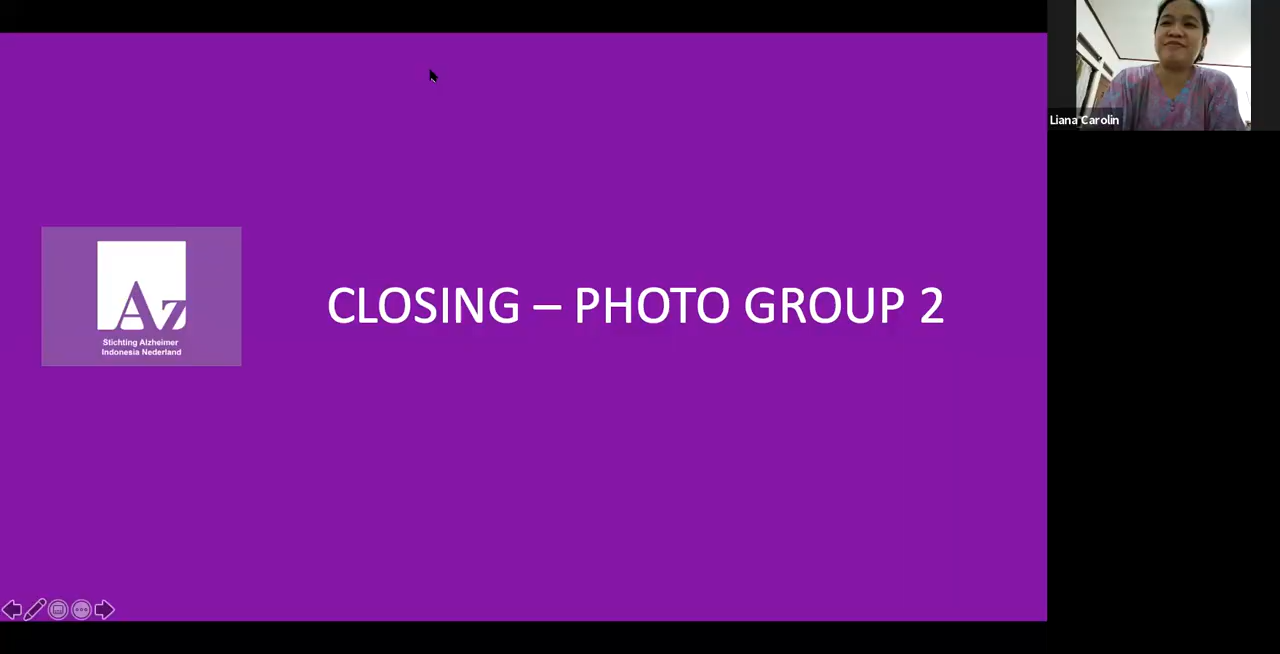 Liana Carolin
Az
Stichting Alzheimer
Indonesia Nederland
CLOSING – PHOTO GROUP 2